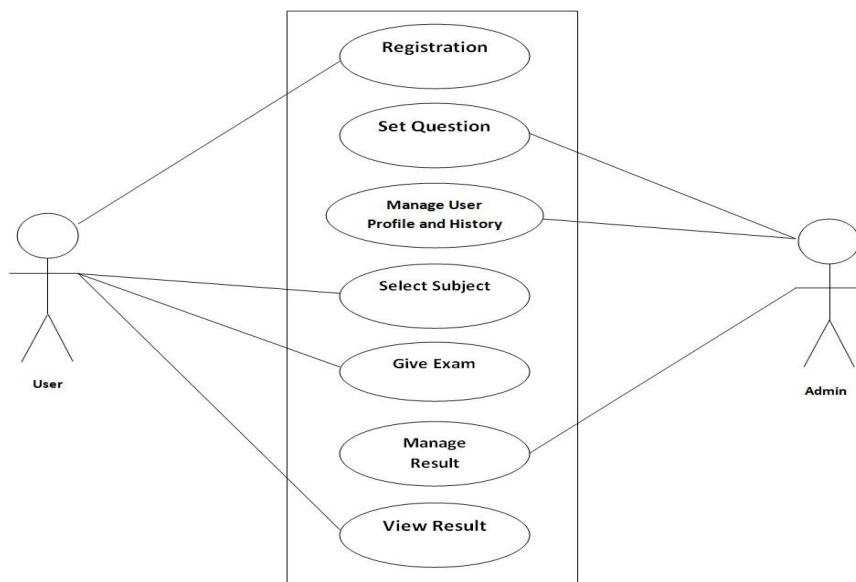 Registration
Set Question
Manage User
Profile and History
Select Subject
Give Exam
Manage
Result
View Result
User
Admin